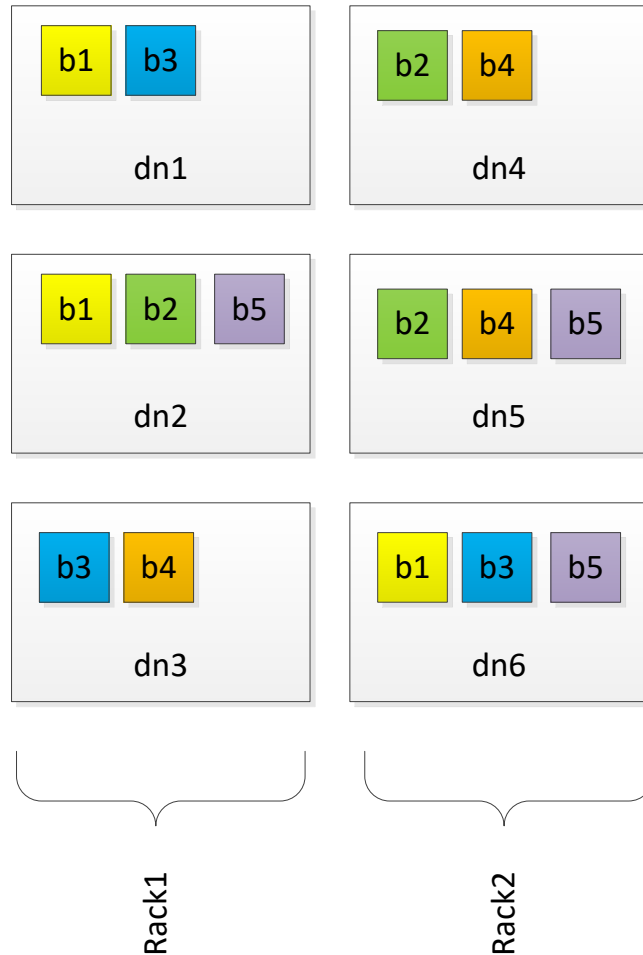 b1 b3
dn1
b2 b4
dn4
b1 b2 b5
dn2
b2 b4 b5
dn5
b3 b4
dn3
b1 b3 b5
dn6
Rack1
Rack2